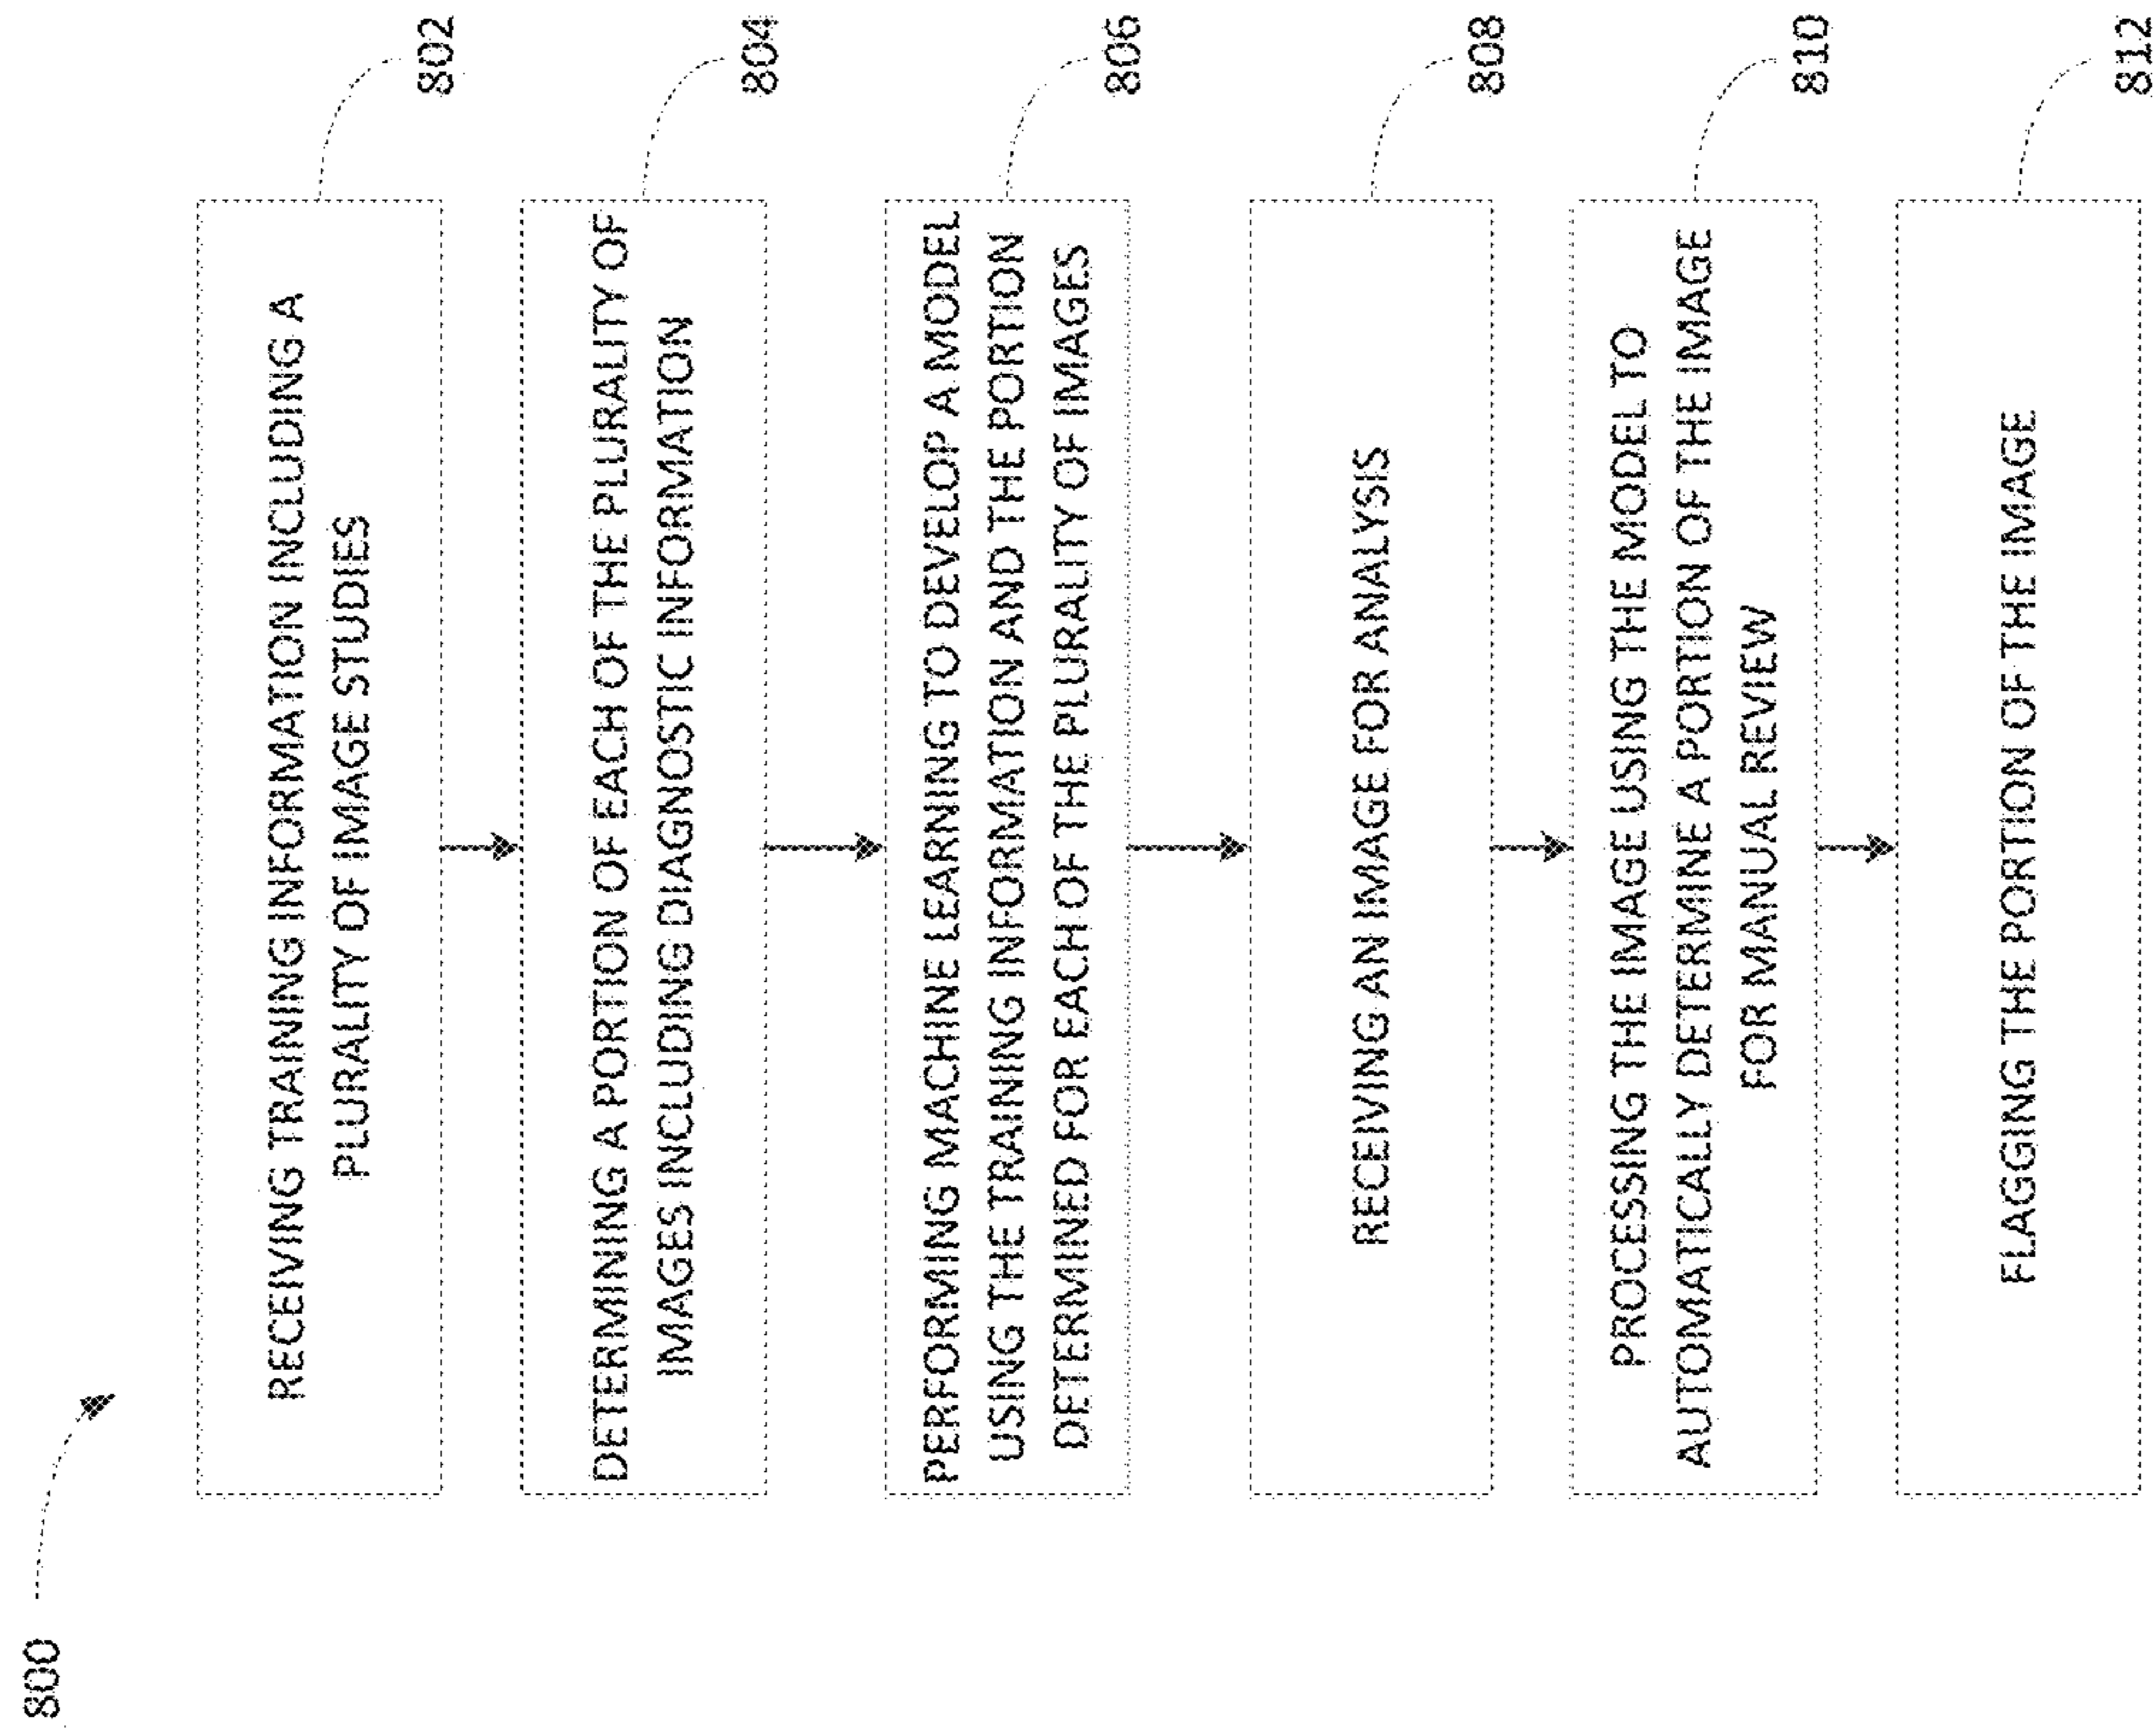 800
RECEIVING TRAINING INFORMATION INCLUDING A
PLURALITY OF IMAGE STUDIES
802
DETERMINING A PORTION OF EACH OF THE PLURALITY OF
IMAGES INCLUDING DIAGNOSTIC INFORMATION
804
PERFORMING MACHINE LEARNING TO DEVELOP A MODEL
USING THE TRAINING INFORMATION AND THE PORTION
DETERMINED FOR EACH OF THE PLURALITY OF IMAGES
806
RECEIVING AN IMAGE FOR ANALYSIS
808
PROCESSING THE IMAGE USING THE MODEL TO
AUTOMATICALLY DETERMINE A PORTION OF THE IMAGE
FOR MANUAL REVIEW
810
FLAGGING THE PORTION OF THE IMAGE
812